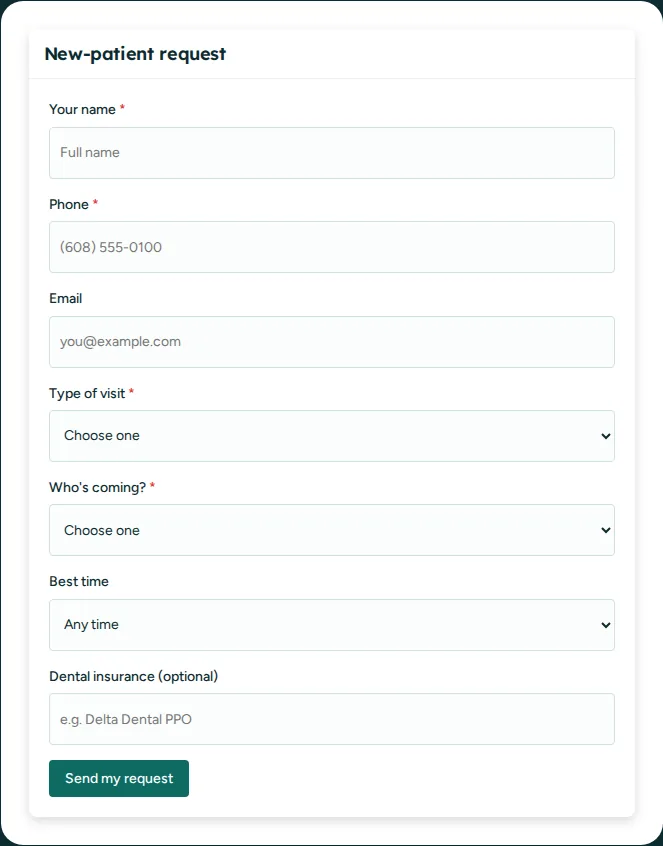 New-patient request
Your name *
Full name
Phone *
(608) 555-0100
Email
you@example.com
Type of visit *
Choose one
Who's coming? *
Choose one
Best time
Any time
Dental insurance (optional)
e.g. Delta Dental PPO
Send my request